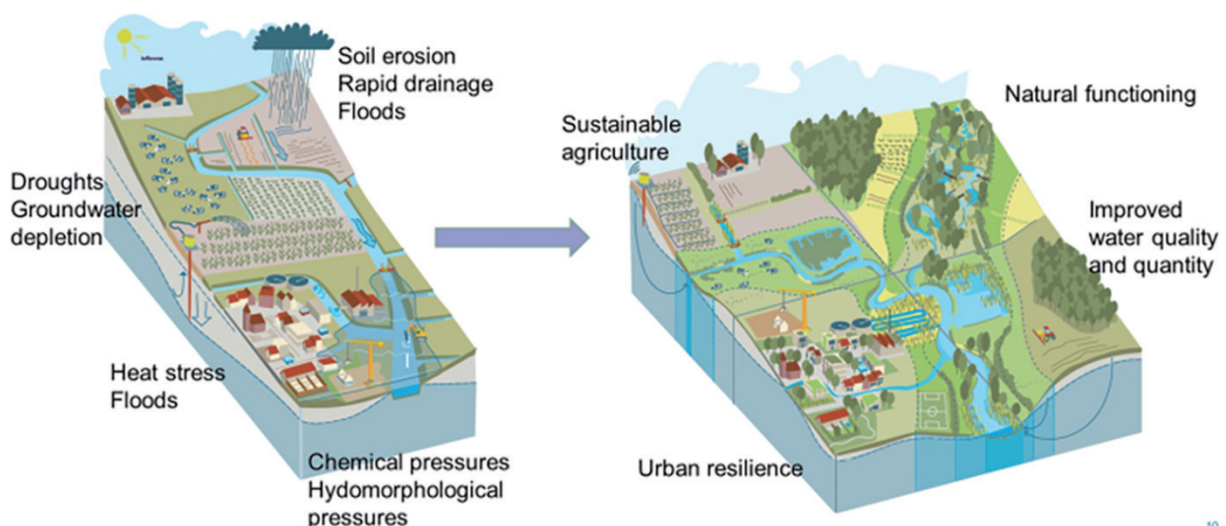 Soil erosion
Rapid drainage
Floods
Droughts
Groundwater
depletion
Heat stress
Floods
Chemical pressures
Hydomorphological
pressures
Sustainable
agriculture
Natural functioning
Improved
water quality
and quantity
Urban resilience